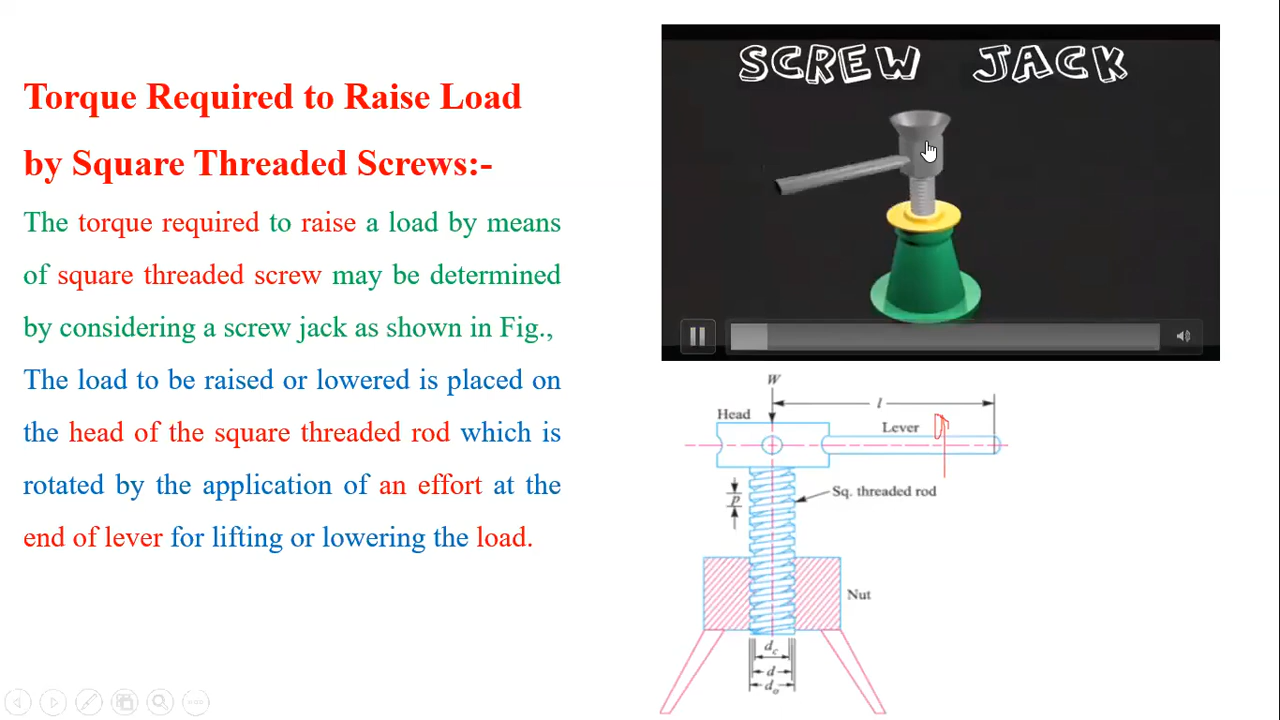 Torque Required to Raise Load
by Square Threaded Screws:-
The torque required to raise a load by means
of square threaded screw may be determined
by considering a screw jack as shown in Fig.,
The load to be raised or lowered is placed on
the head of the square threaded rod which is
rotated by the application of an effort at the
end of lever for lifting or lowering the load.
SCREW JACK
W
l
Head
Lever
p
Sq. threaded rod
Nut
dc
d
do